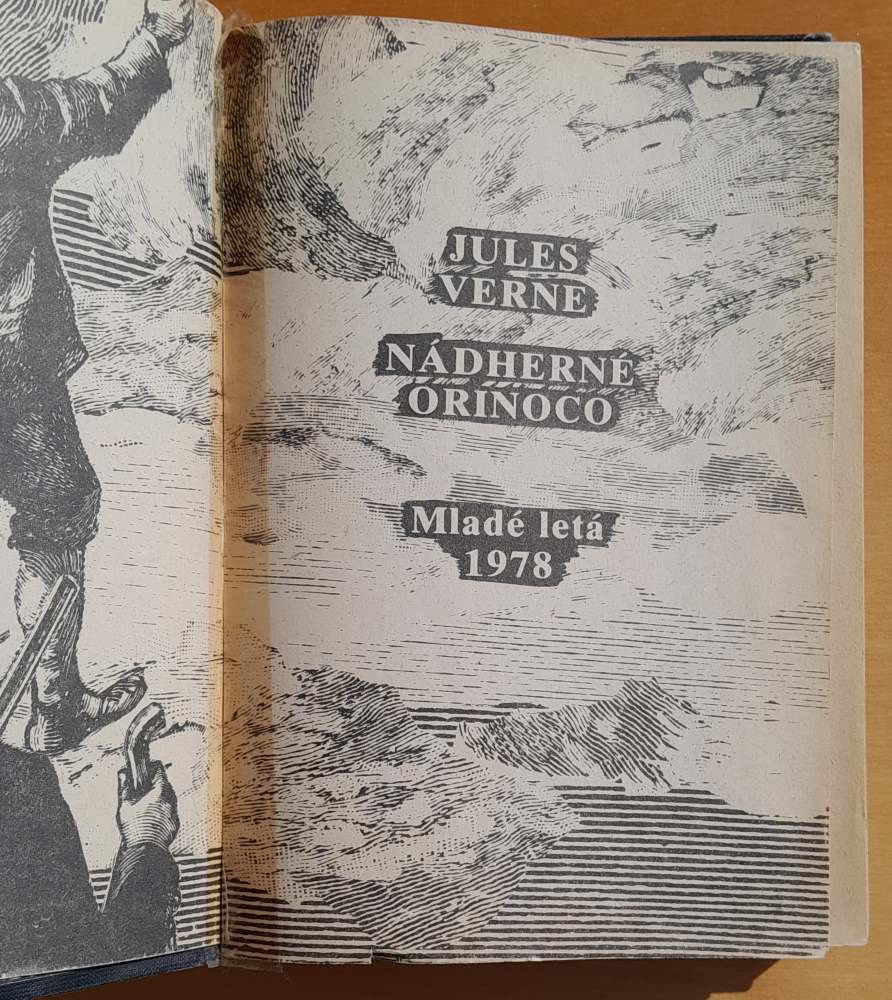 JULES
VERNE
NÁDHERNÉ
ORINOCO
Mladé letá
1978